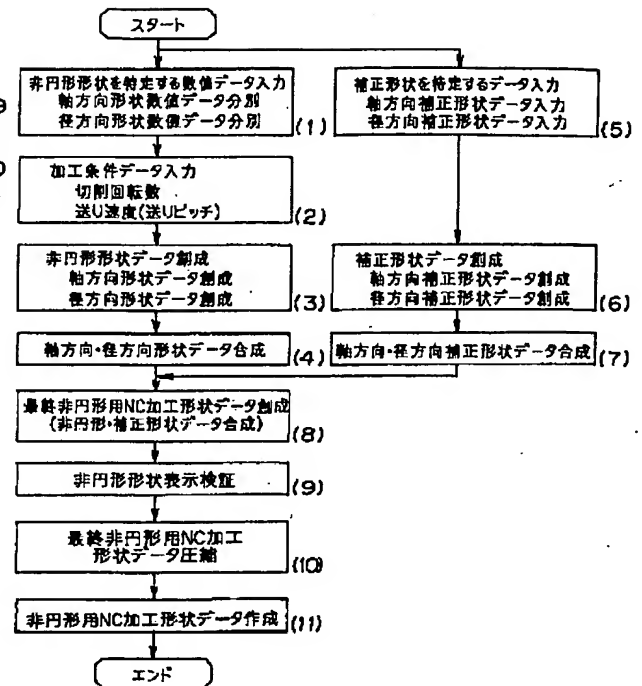 スタート
非円形形状を特定する数値データ入力
軸方向形状数値データ分別
径方向形状数値データ分別
(1)
補正形状を特定するデータ入力
軸方向補正形状データ入力
径方向補正形状データ入力
(5)
加工条件データ入力
切削回転数
送り速度(送りピッチ)
(2)
非円形形状データ創成
軸方向形状データ創成
径方向形状データ創成
(3)
補正形状データ創成
軸方向補正形状データ創成
径方向補正形状データ創成
(6)
軸方向・径方向形状データ合成
(4)
軸方向・径方向補正形状データ合成
(7)
最終非円形用NC加工形状データ創成
(非円形・補正形状データ合成)
(8)
非円形形状表示検証
(9)
最終非円形用NC加工
形状データ圧縮
(10)
非円形用NC加工形状データ作成
(11)
エンド